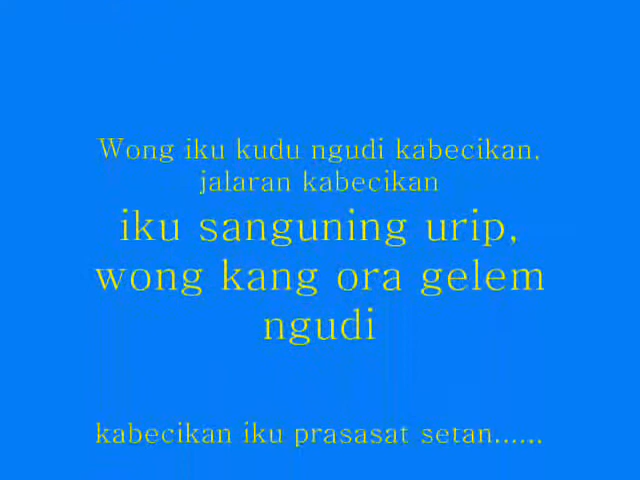 Wong iku kudu ngudi kabecikan,
jalaran kabecikan
iku sanguning urip,
wong kang ora gelem
ngudi
kabecikan iku prasasat setan......